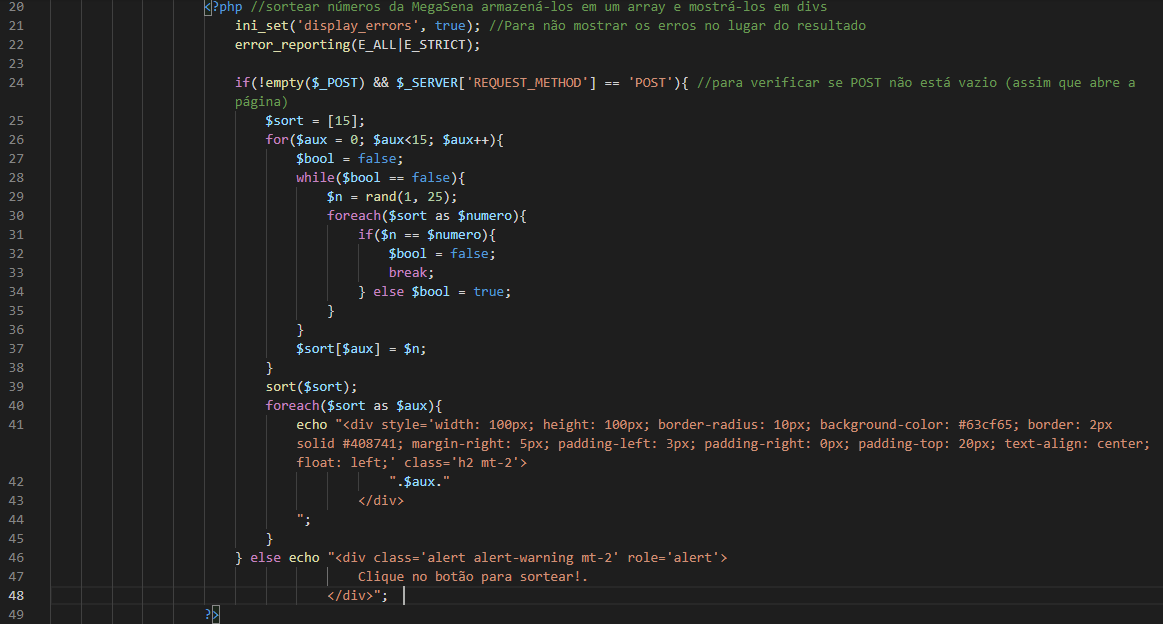 20 <?php //sortear números da MegaSena armazená-los em um array e mostrá-los em divs
21 ini_set('display_errors', true); //Para não mostrar os erros no lugar do resultado
22 error_reporting(E_ALL|E_STRICT);
23
24 if(!empty($_POST) && $_SERVER['REQUEST_METHOD'] == 'POST'){ //para verificar se POST não está vazio (assim que abre a
página)
25 $sort = [15];
26 for($aux = 0; $aux<15; $aux++){
27 $bool = false;
28 while($bool == false){
29 $n = rand(1, 25);
30 foreach($sort as $numero){
31 if($n == $numero){
32 $bool = false;
33 break;
34 } else $bool = true;
35 }
36 }
37 $sort[$aux] = $n;
38 }
39 sort($sort);
40 foreach($sort as $aux){
41 echo "<div style='width: 100px; height: 100px; border-radius: 10px; background-color: #63cf65; border: 2px
solid #408741; margin-right: 5px; padding-left: 3px; padding-right: 0px; padding-top: 20px; text-align: center;
float: left;' class='h2 mt-2'>
42 ".$aux."
43 </div>
44 ";
45 }
46 } else echo "<div class='alert alert-warning mt-2' role='alert'>
47 Clique no botão para sortear!.
48 </div>";
49 ?>